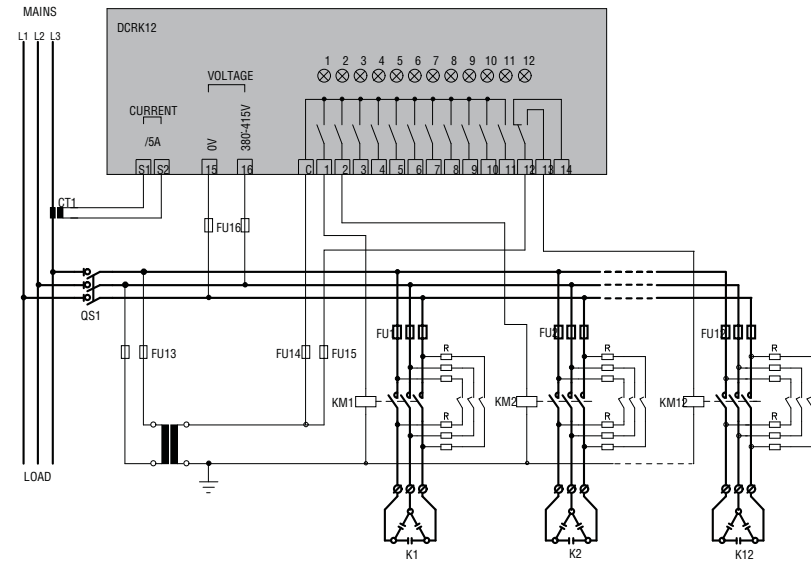 MAINS
L1 L2 L3
DCRK12
1 2 3 4 5 6 7 8 9 10 11 12
VOLTAGE
CURRENT
/5A
0V
380-415V
S1 S2 15 16 C 1 2 3 4 5 6 7 8 9 10 11 12 13 14
CT1
FU16
QS1
FU13 FU14 FU15
FU1 FU2 FU12
R R R
KM1 KM2 KM12
R R R
LOAD
K1 K2 K12